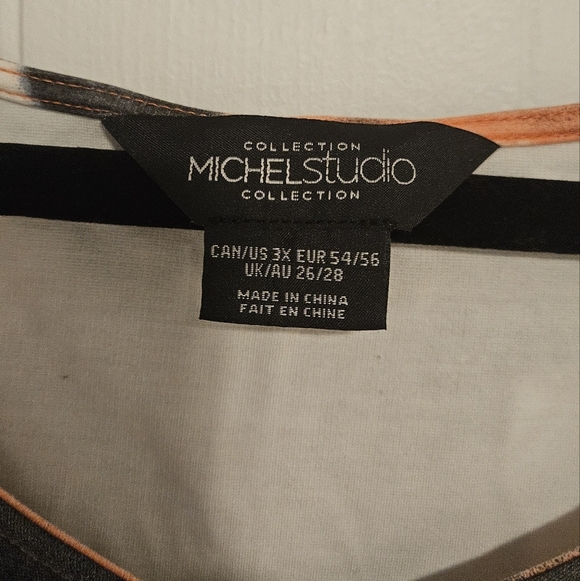 COLLECTION
MICHELstudio
COLLECTION
CAN/US 3X EUR 54/56
UK/AU 26/28
MADE IN CHINA
FAIT EN CHINE